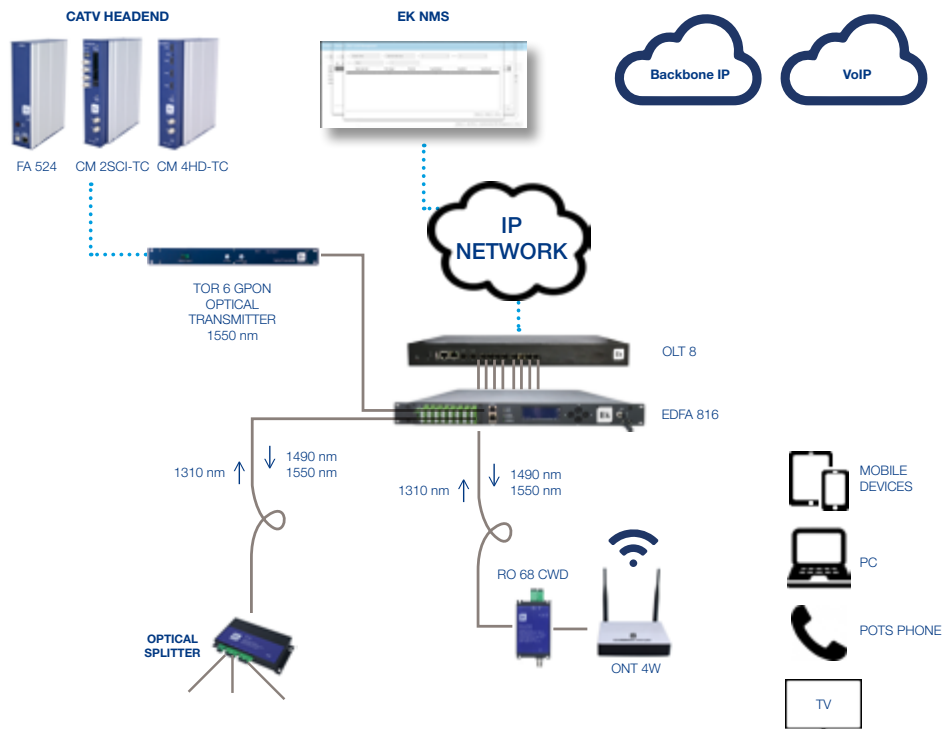 CATV HEADEND
EK NMS
Backbone IP
VoIP
FA 524
CM 2SCI-TC
CM 4HD-TC
IP
NETWORK
TOR 6 GPON
OPTICAL
TRANSMITTER
1550 nm
OLT 8
EDFA 816
1310 nm
1490 nm
1550 nm
1310 nm
1490 nm
1550 nm
MOBILE
DEVICES
RO 68 CWD
PC
OPTICAL
SPLITTER
POTS PHONE
ONT 4W
TV